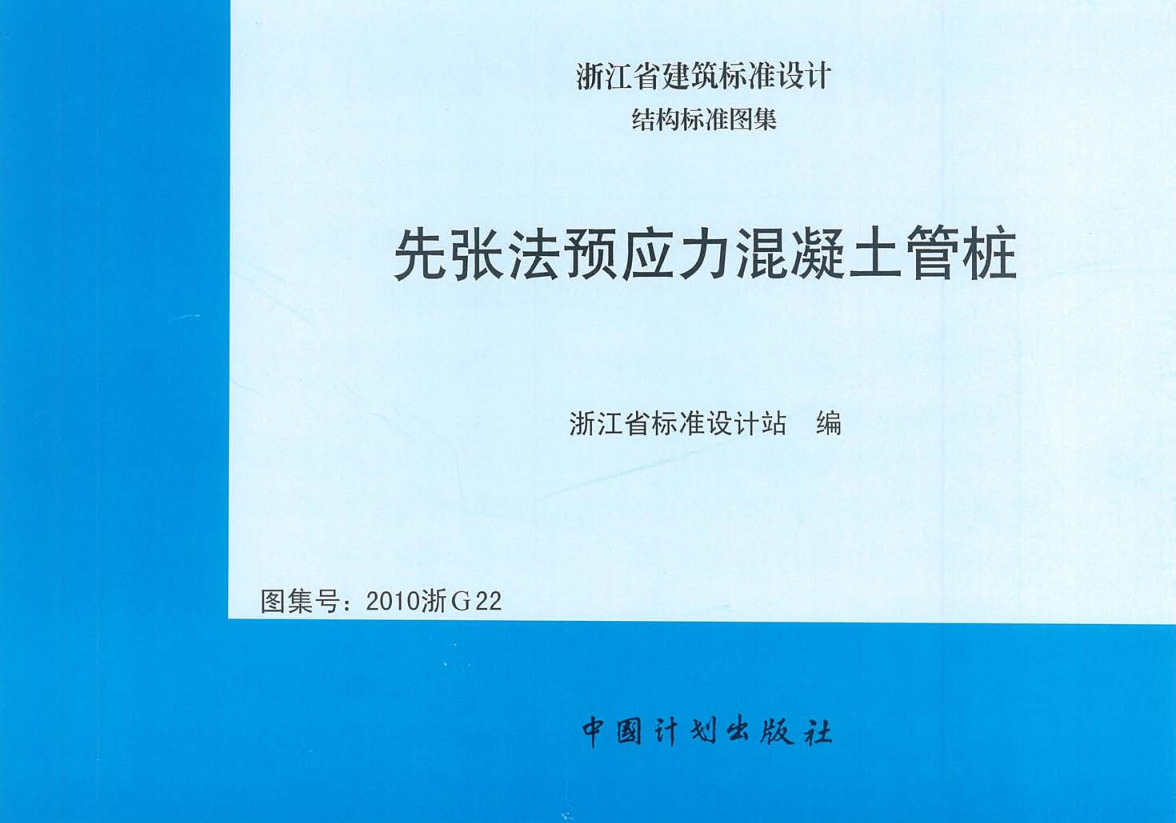 浙江省建筑标准设计
结构标准图集
先张法预应力混凝土管桩
浙江省标准设计站 编
图集号：2010浙G22
中国计划出版社